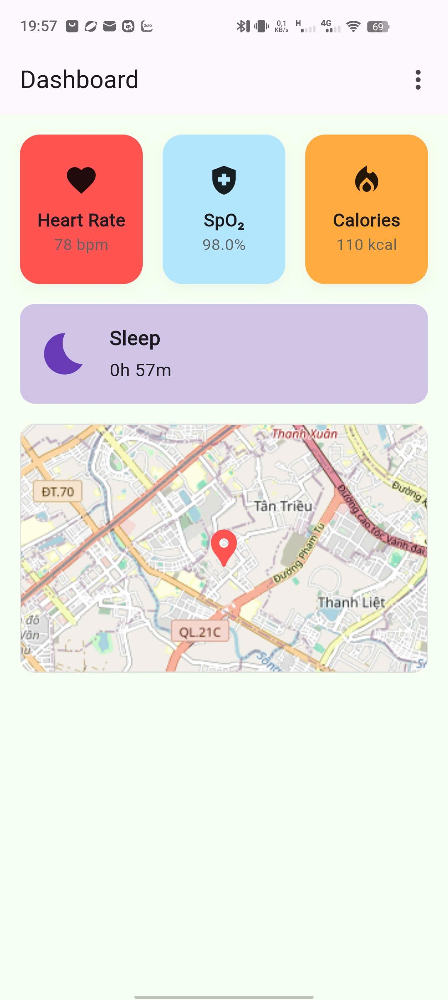 19:57
zalo
0,1
KB/s
H
4G
69
Dashboard
Heart Rate
78 bpm
SpO₂
98.0%
Calories
110 kcal
Sleep
0h 57m
Thanh Xuân
ĐT.70
Đường
Tân Triều
Đường cao tốc Vành đai
Đường Phạm Tu
Thanh Liệt
đô
Văn
QL.21C
Sông